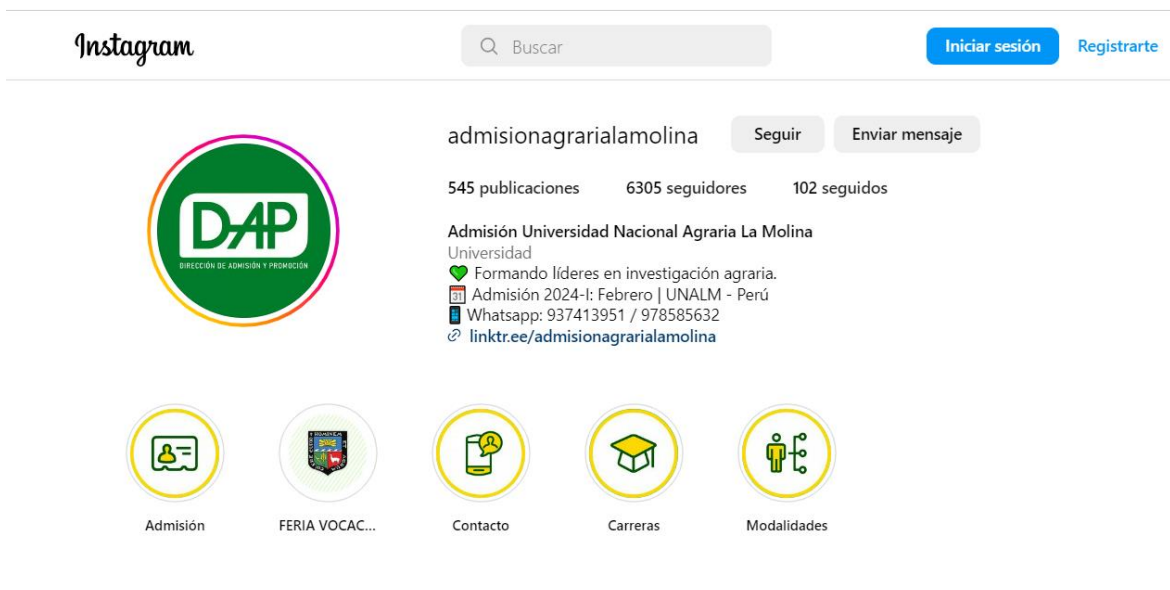 Instagram
Buscar
Iniciar sesión
Registrarte
admisionagrarialamolina
Seguir
Enviar mensaje
545 publicaciones
6305 seguidores
102 seguidos
DAP
DIRECCIÓN DE ADMISIÓN Y PROMOCIÓN
Admisión Universidad Nacional Agraria La Molina
Universidad
💚 Formando líderes en investigación agraria.
📅 Admisión 2024-I: Febrero | UNALM - Perú
📱 Whatsapp: 937413951 / 978585632
linktr.ee/admisionagrarialamolina
Admisión
FERIA VOCAC...
Contacto
Carreras
Modalidades